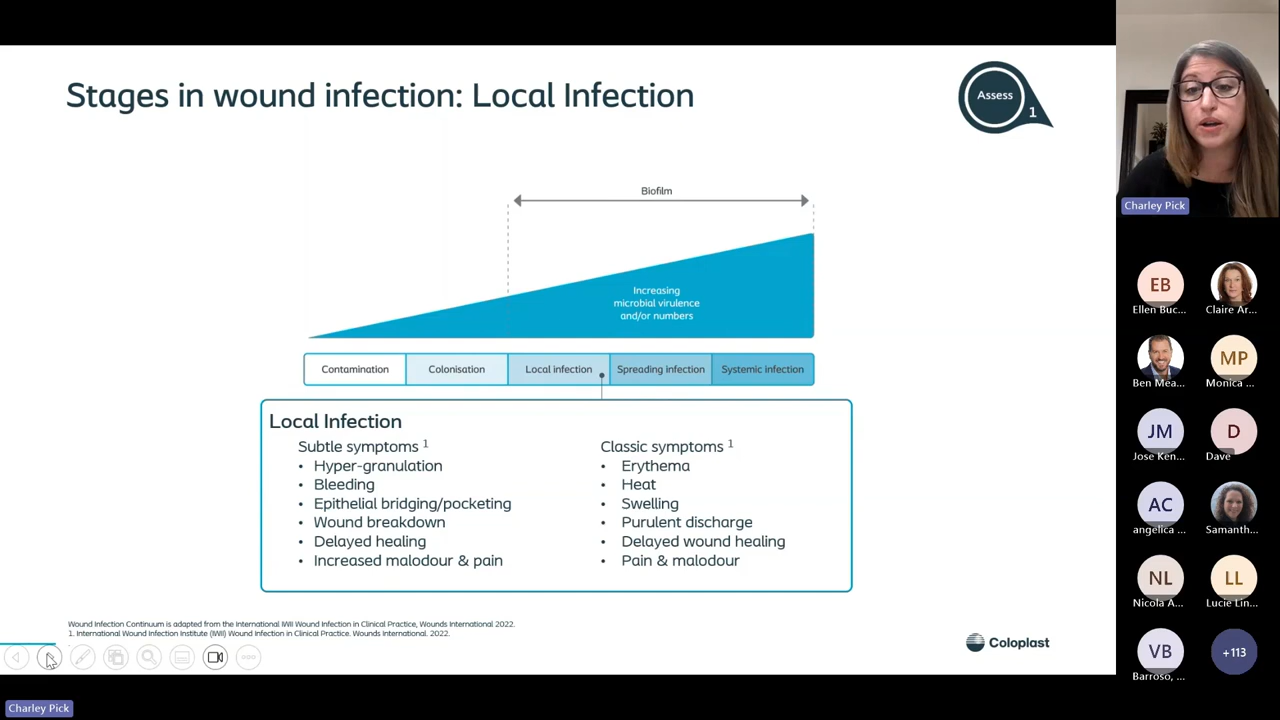 Stages in wound infection: Local Infection
Assess
1
Biofilm
Increasing
microbial virulence
and/or numbers
Contamination
Colonisation
Local infection
Spreading infection
Systemic infection
Local Infection
Subtle symptoms 1
• Hyper-granulation
• Bleeding
• Epithelial bridging/pocketing
• Wound breakdown
• Delayed healing
• Increased malodour & pain
Classic symptoms 1
• Erythema
• Heat
• Swelling
• Purulent discharge
• Delayed wound healing
• Pain & malodour
Wound Infection Continuum is adapted from the International IWII Wound Infection in Clinical Practice, Wounds International 2022.
1. International Wound Infection Institute (IWII) Wound Infection in Clinical Practice. Wounds International. 2022.
Coloplast
Charley Pick
Charley Pick
EB
Ellen Buc...
Claire Ar...
Ben Mea...
MP
Monica ...
JM
Jose Ken...
D
Dave
AC
angelica ...
Samanth...
NL
Nicola A...
LL
Lucie Lin...
VB
Barroso, ...
+113